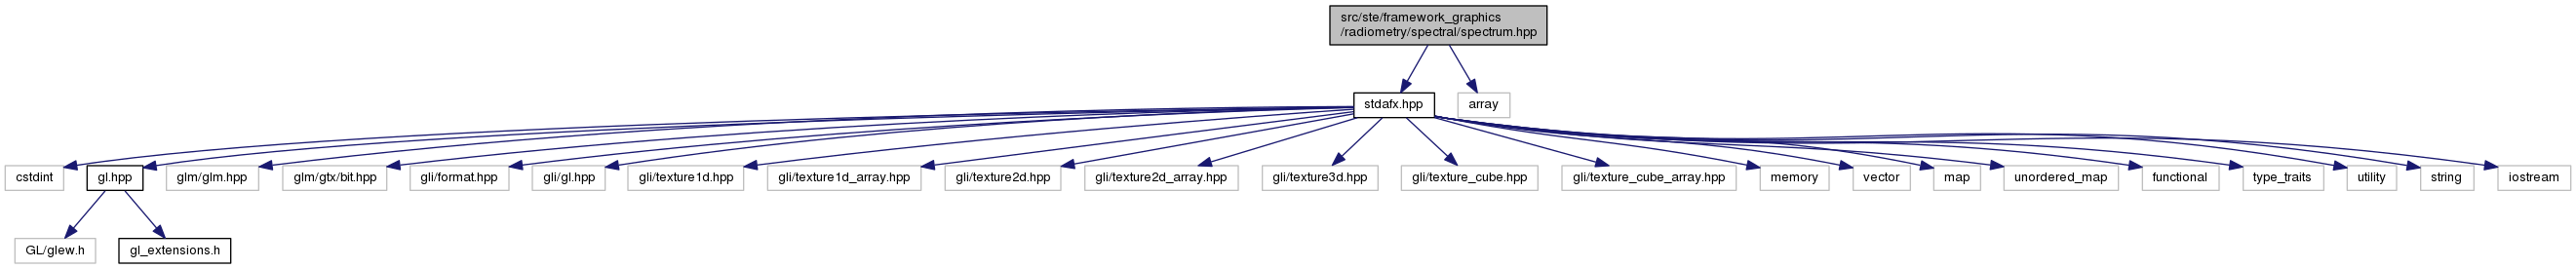 src/ste/framework_graphics
/radiometry/spectral/spectrum.hpp
stdafx.hpp
array
cstdint
gl.hpp
glm/glm.hpp
glm/gtx/bit.hpp
gli/format.hpp
gli/gl.hpp
gli/texture1d.hpp
gli/texture1d_array.hpp
gli/texture2d.hpp
gli/texture2d_array.hpp
gli/texture3d.hpp
gli/texture_cube.hpp
gli/texture_cube_array.hpp
memory
vector
map
unordered_map
functional
type_traits
utility
string
iostream
GL/glew.h
gl_extensions.h